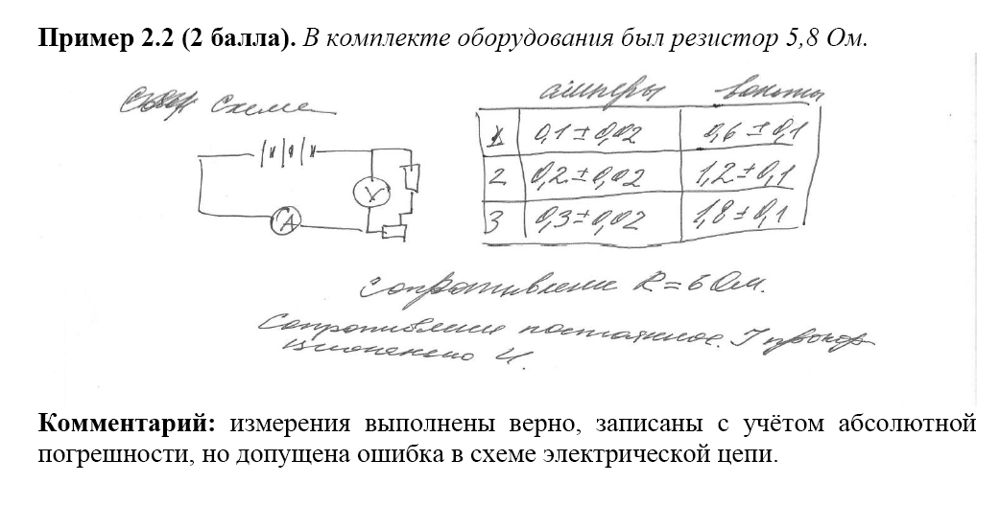 Пример 2.2 (2 балла). В комплекте оборудования был резистор 5,8 Ом.
Схема
V
A
амперы вольты
1 0,1±0,02 0,6±0,1
2 0,2±0,02 1,2±0,1
3 0,3±0,02 1,8±0,1
сопротивление R=6 Ом.
Сопротивление постоянное. I пропор
ционально U.
Комментарий: измерения выполнены верно, записаны с учётом абсолютной
погрешности, но допущена ошибка в схеме электрической цепи.